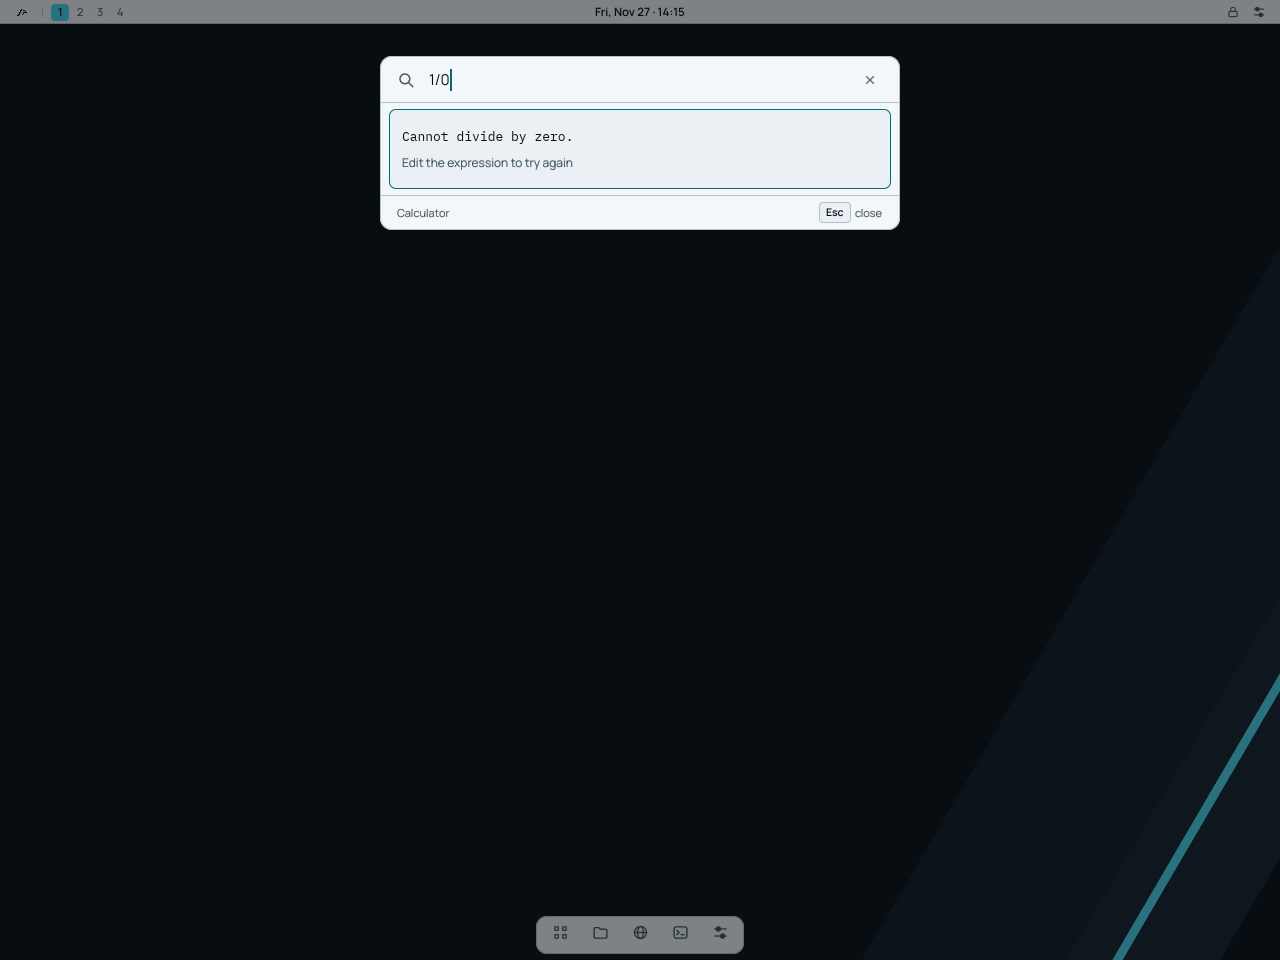 1 2 3 4
Fri, Nov 27 · 14:15
1/0
Cannot divide by zero.
Edit the expression to try again
Calculator
Esc close